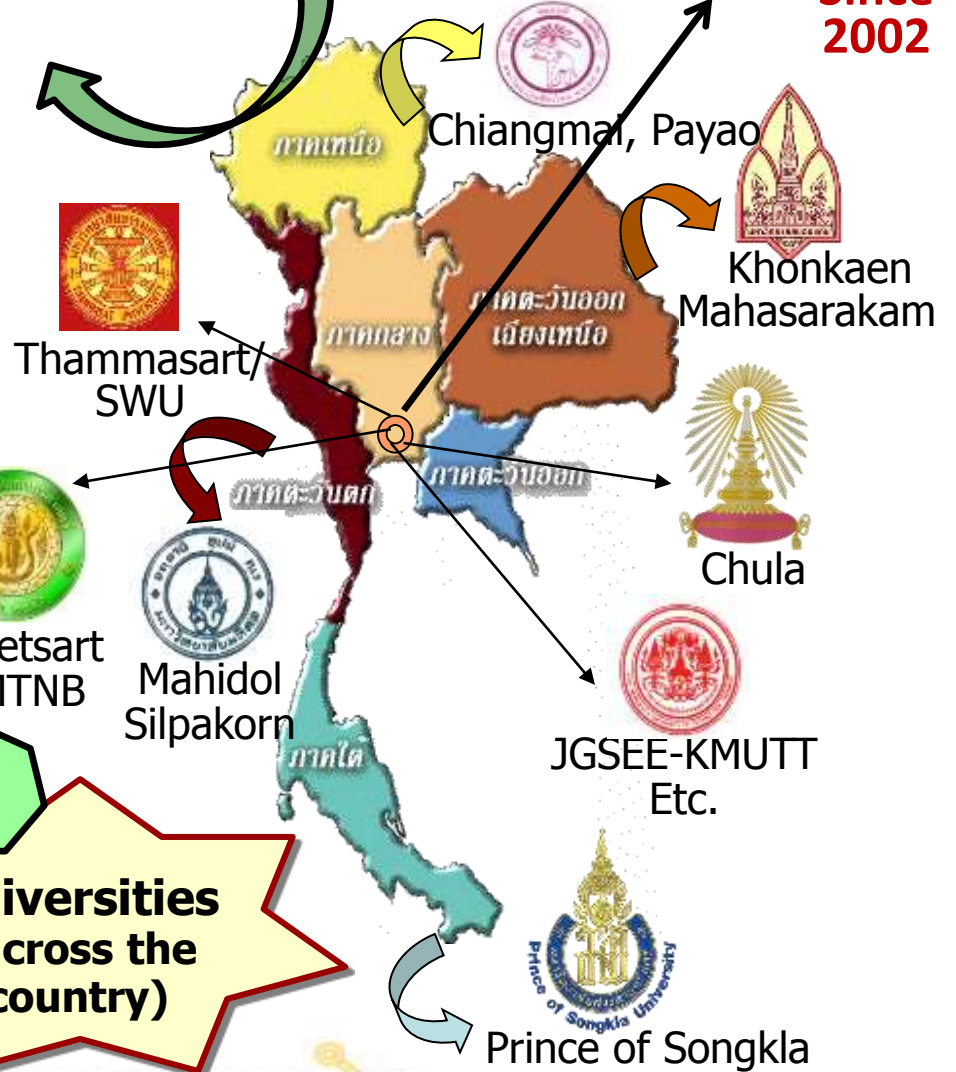 Since
2002
Chiangmai, Payao
ภาคเหนือ
Khonkaen
Mahasarakam
ภาคตะวันออก
เฉียงเหนือ
ภาคกลาง
Thammasart/
SWU
ภาคตะวันออก
ภาคตะวันตก
Chula
etsart
ITNB
Mahidol
Silpakorn
JGSEE-KMUTT
Etc.
ภาคใต้
iversities
cross the
country)
Prince of Songkla University
Prince of Songkla